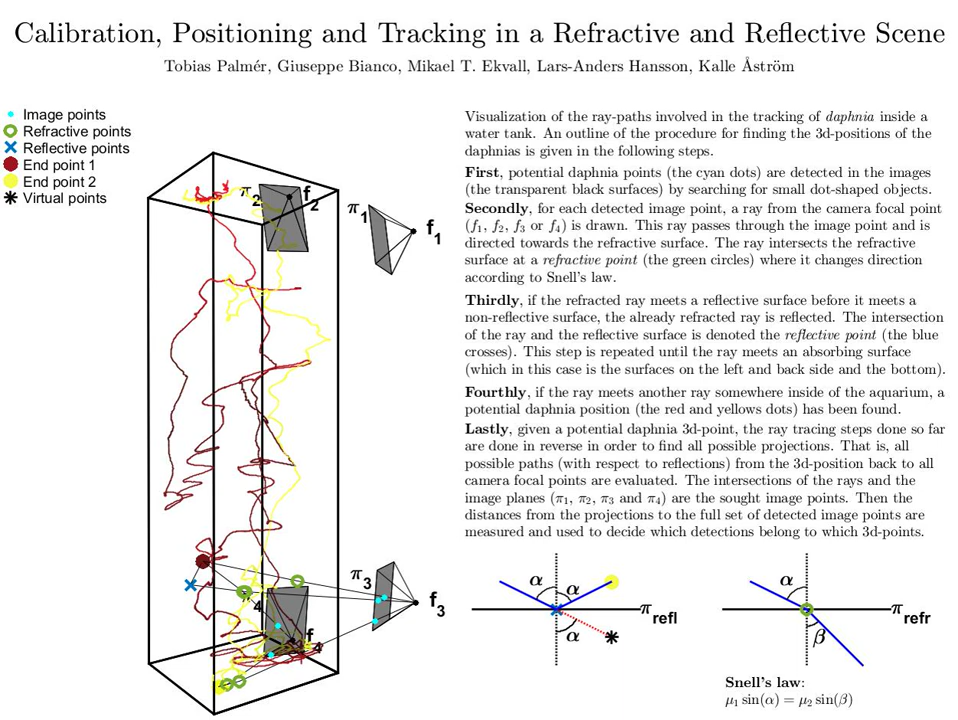 Calibration, Positioning and Tracking in a Refractive and Reflective Scene
Tobias Palmér, Giuseppe Bianco, Mikael T. Ekvall, Lars-Anders Hansson, Kalle Åström
Image points
Refractive points
Reflective points
End point 1
End point 2
Virtual points
π2
f2
π1
f1
π3
f3
4
f4
Visualization of the ray-paths involved in the tracking of daphnia inside a
water tank. An outline of the procedure for finding the 3d-positions of the
daphnias is given in the following steps.
First, potential daphnia points (the cyan dots) are detected in the images
(the transparent black surfaces) by searching for small dot-shaped objects.
Secondly, for each detected image point, a ray from the camera focal point
(f1, f2, f3 or f4) is drawn. This ray passes through the image point and is
directed towards the refractive surface. The ray intersects the refractive
surface at a refractive point (the green circles) where it changes direction
according to Snell's law.
Thirdly, if the refracted ray meets a reflective surface before it meets a
non-reflective surface, the already refracted ray is reflected. The intersection
of the ray and the reflective surface is denoted the reflective point (the blue
crosses). This step is repeated until the ray meets an absorbing surface
(which in this case is the surfaces on the left and back side and the bottom).
Fourthly, if the ray meets another ray somewhere inside of the aquarium, a
potential daphnia position (the red and yellows dots) has been found.
Lastly, given a potential daphnia 3d-point, the ray tracing steps done so far
are done in reverse in order to find all possible projections. That is, all
possible paths (with respect to reflections) from the 3d-position back to all
camera focal points are evaluated. The intersections of the rays and the
image planes (π1, π2, π3 and π4) are the sought image points. Then the
distances from the projections to the full set of detected image points are
measured and used to decide which detections belong to which 3d-points.
α α
π refl
α
α
π refr
β
Snell's law:
μ1 sin(α) = μ2 sin(β)